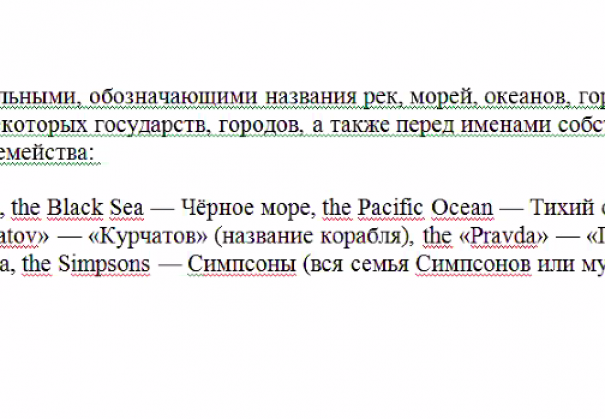 льными, обозначающими названия рек, морей, океанов, гор
которых государств, городов, а также перед именами собст
емейства:
, the Black Sea — Чёрное море, the Pacific Ocean — Тихий о
atov» — «Курчатов» (название корабля), the «Pravda» — «П
а, the Simpsons — Симпсоны (вся семья Симпсонов или му